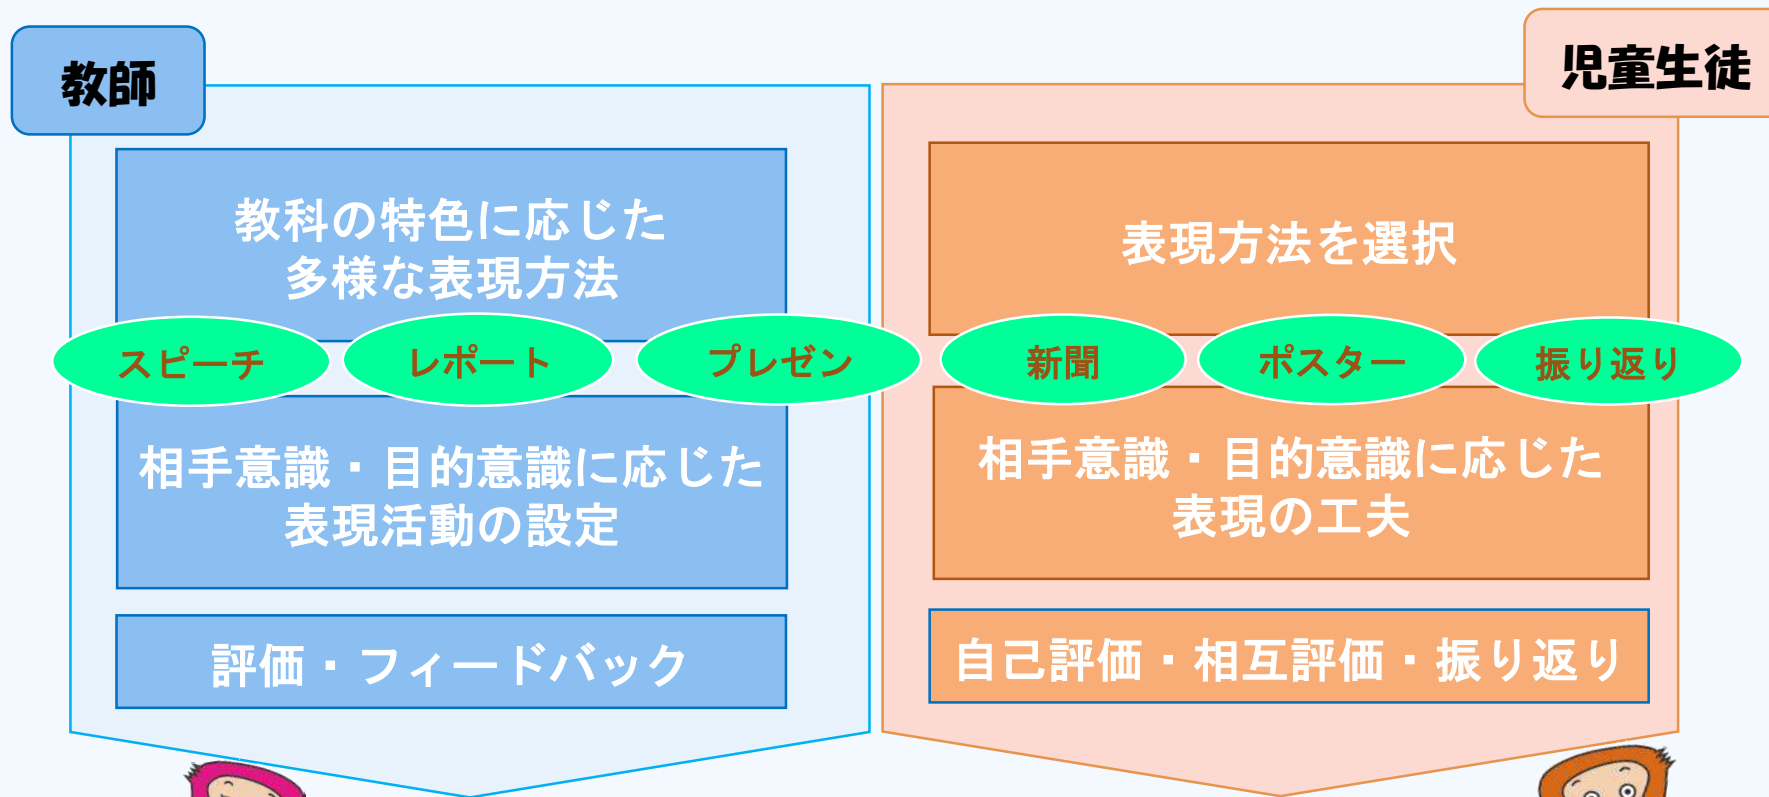 教師
教科の特色に応じた
多様な表現方法
スピーチ
レポート
プレゼン
相手意識・目的意識に応じた
表現活動の設定
評価・フィードバック
児童生徒
表現方法を選択
新聞
ポスター
振り返り
相手意識・目的意識に応じた
表現の工夫
自己評価・相互評価・振り返り